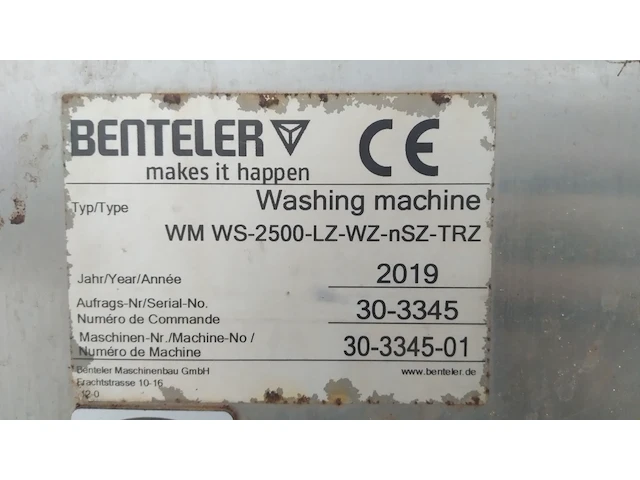 BENTELER CE
makes it happen
Typ/Type Washing machine
WM WS-2500-LZ-WZ-nSZ-TRZ
Jahr/Year/Année 2019
Aufrags-Nr/Serial-No. 30-3345
Numéro de Commande
Maschinen-Nr./Machine-No / 30-3345-01
Numéro de Machine
Benteler Maschinenbau GmbH www.benteler.de
Frachtstrasse 10-16